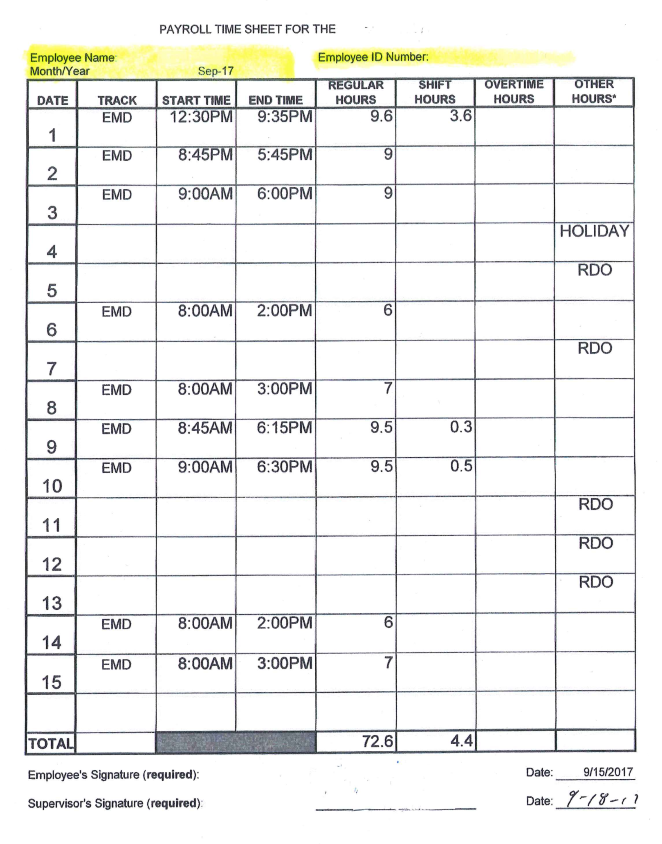 PAYROLL TIME SHEET FOR THE
Employee Name: Employee ID Number:
Month/Year Sep-17
DATE TRACK START TIME END TIME REGULAR HOURS SHIFT HOURS OVERTIME HOURS OTHER HOURS*
1 EMD 12:30PM 9:35PM 9.6 3.6
2 EMD 8:45PM 5:45PM 9
3 EMD 9:00AM 6:00PM 9
4 HOLIDAY
5 RDO
6 EMD 8:00AM 2:00PM 6
7 RDO
8 EMD 8:00AM 3:00PM 7
9 EMD 8:45AM 6:15PM 9.5 0.3
10 EMD 9:00AM 6:30PM 9.5 0.5
11 RDO
12 RDO
13 RDO
14 EMD 8:00AM 2:00PM 6
15 EMD 8:00AM 3:00PM 7
TOTAL 72.6 4.4
Employee's Signature (required): Date: 9/15/2017
Supervisor's Signature (required): Date: 9-18-17